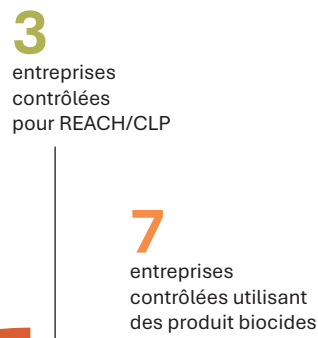 3
entreprises
contrôlées
pour REACH/CLP
7
entreprises
contrôlées utilisant
des produit biocides